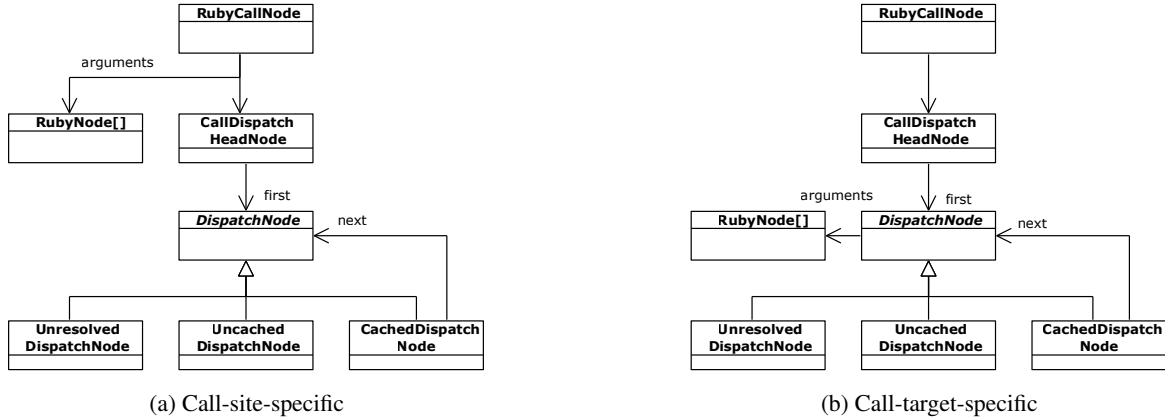 RubyCallNode
arguments
RubyNode[]
CallDispatch
HeadNode
first
DispatchNode
next
Unresolved
DispatchNode
Uncached
DispatchNode
CachedDispatch
Node
(a) Call-site-specific
RubyCallNode
CallDispatch
HeadNode
arguments
first
RubyNode[]
DispatchNode
next
Unresolved
DispatchNode
Uncached
DispatchNode
CachedDispatch
Node
(b) Call-target-specific